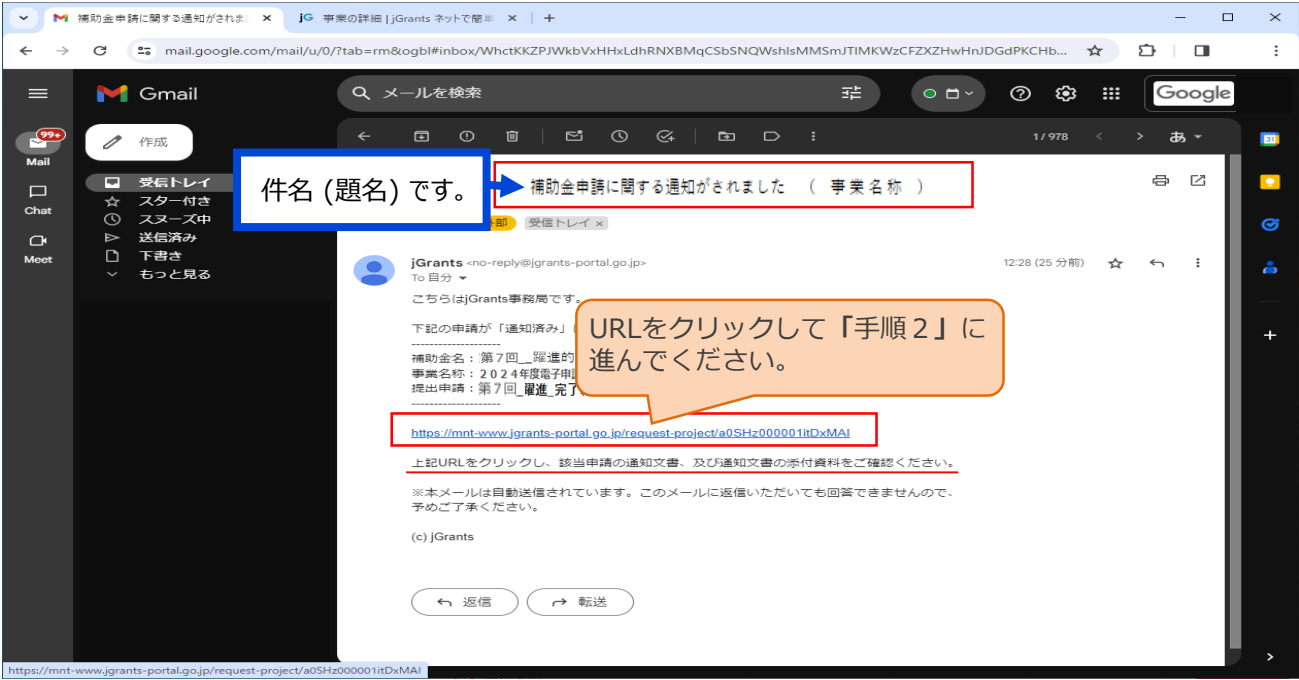 補助金申請に関する通知がされま
事業の詳細 | jGrants ネットで簡単
mail.google.com/mail/u/0/?tab=rm&ogbl#inbox/WhctKKZPJWkbVxHHxLdhRNXBMqCSbSNQWshlsMMSmJTlMKWzCFZXZHwHnJDGdPKCHb...
Gmail
メールを検索
Google
99+
Mail
Chat
Meet
作成
受信トレイ
スター付き
スヌーズ中
送信済み
下書き
もっと見る
1 / 978
あ
31
件名 (題名) です。
補助金申請に関する通知がされました （ 事業名称 ）
部
受信トレイ ×
jGrants <no-reply@jgrants-portal.go.jp>
12:28 (25 分前)
To 自分
こちらはjGrants事務局です。
下記の申請が「通知済み」
--------------------
補助金名：第7回__躍進的
事業名称：2024年度電子申
提出申請：第7回_躍進_完了
--------------------
URLをクリックして「手順２」に
進んでください。
https://mnt-www.jgrants-portal.go.jp/request-project/a0SHz000001itDxMAI
上記URLをクリックし、該当申請の通知文書、及び通知文書の添付資料をご確認ください。
※本メールは自動送信されています。このメールに返信いただいても回答できませんので、
予めご了承ください。
(c) jGrants
返信
転送
https://mnt-www.jgrants-portal.go.jp/request-project/a0SHz000001itDxMAI